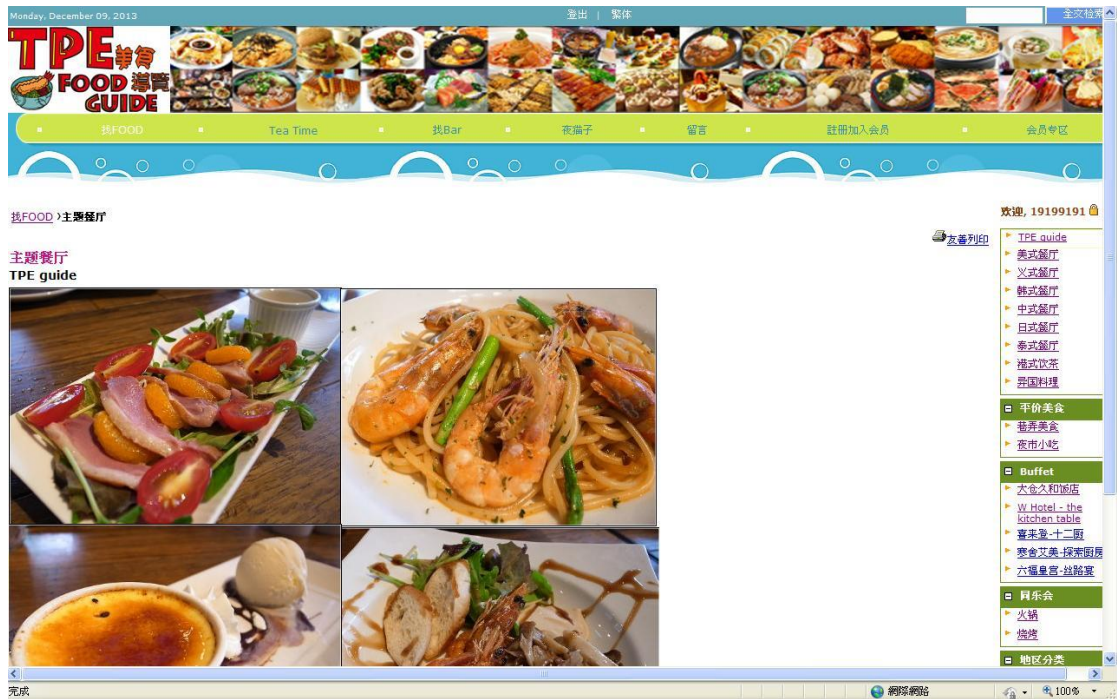 Monday, December 09, 2013
登出 | 繁体
全文检索
TPE美食
FOOD導覽
GUIDE
找FOOD
Tea Time
找Bar
夜猫子
留言
註冊加入会员
会员专区
找FOOD 〉主題餐厅
欢迎, 19199191
友善列印
主題餐厅
TPE guide
TPE guide
美式餐厅
义式餐厅
韩式餐厅
中式餐厅
日式餐厅
泰式餐厅
港式饮茶
异国料理
平价美食
巷弄美食
夜市小吃
Buffet
大仓久和饭店
W Hotel - the
kitchen table
喜来登-十二厨
寒舍艾美-探索厨房
六福皇宫-丝路宴
同乐会
火锅
烧烤
地区分类
完成
網際網路
100%